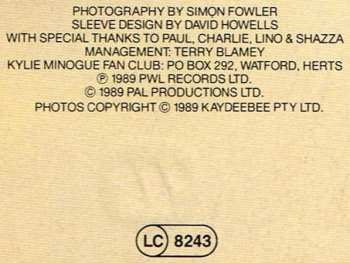 PHOTOGRAPHY BY SIMON FOWLER
SLEEVE DESIGN BY DAVID HOWELLS
WITH SPECIAL THANKS TO PAUL, CHARLIE, LINO & SHAZZA
MANAGEMENT: TERRY BLAMEY
KYLIE MINOGUE FAN CLUB: PO BOX 292, WATFORD, HERTS
℗ 1989 PWL RECORDS LTD.
© 1989 PAL PRODUCTIONS LTD.
PHOTOS COPYRIGHT © 1989 KAYDEEBEE PTY LTD.
LC 8243